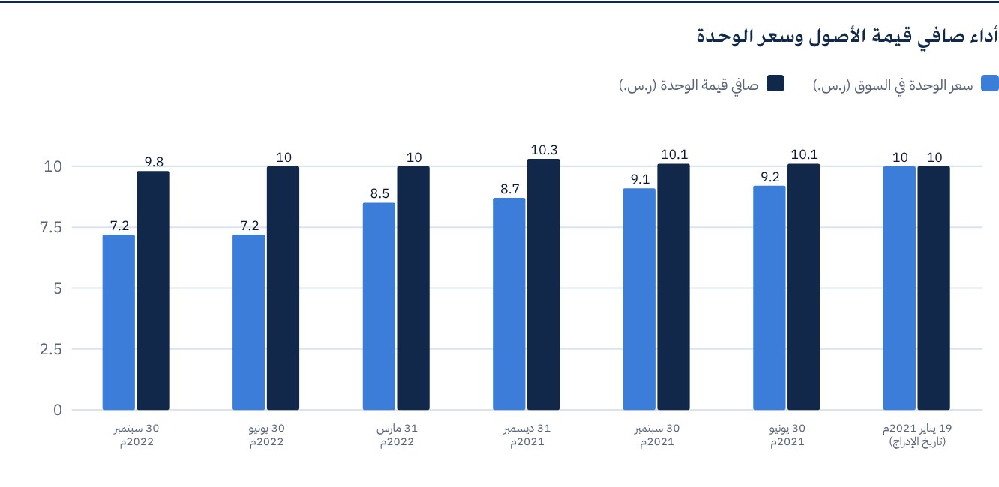 أداء صافي قيمة الأصول وسعر الوحدة
سعر الوحدة في السوق (ر.س.)
صافي قيمة الوحدة (ر.س.)
10
7.5
5
2.5
0
10 10
9.2 10.1
9.1 10.1
8.7 10.3
8.5 10
7.2 10
7.2 9.8
19 يناير 2021م
(تاريخ الإدراج)
30 يونيو
2021م
30 سبتمبر
2021م
31 ديسمبر
2021م
31 مارس
2022م
30 يونيو
2022م
30 سبتمبر
2022م